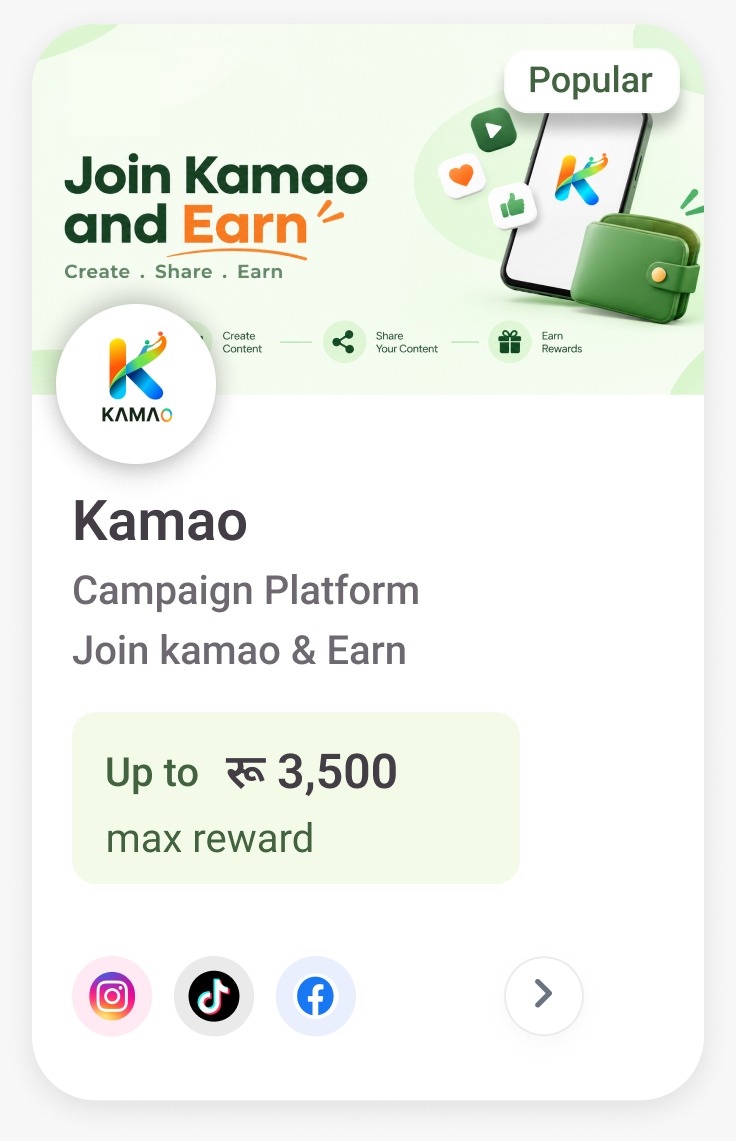 Popular
Join Kamao
and Earn
Create . Share . Earn
Create
Content
Share
Your Content
Earn
Rewards
KAMAO
Kamao
Campaign Platform
Join kamao & Earn
Up to रू 3,500
max reward